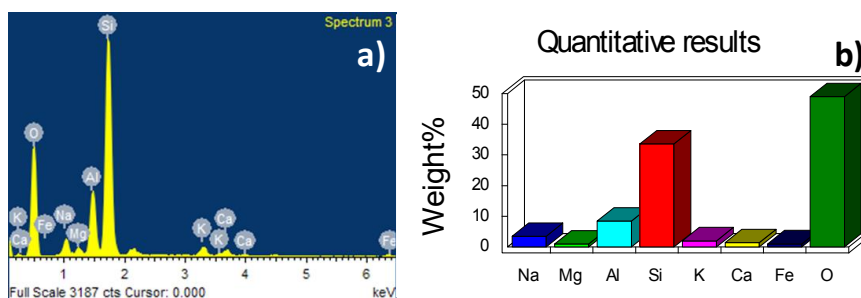 Spectrum 3
a)
Si
O
Al
K
Ca
Fe
Na
Mg
K
K
Ca
Ca
Fe
1 2 3 4 5 6
Full Scale 3187 cts Cursor: 0.000 keV
Quantitative results
b)
Weight%
50
40
30
20
10
0
Na Mg Al Si K Ca Fe O